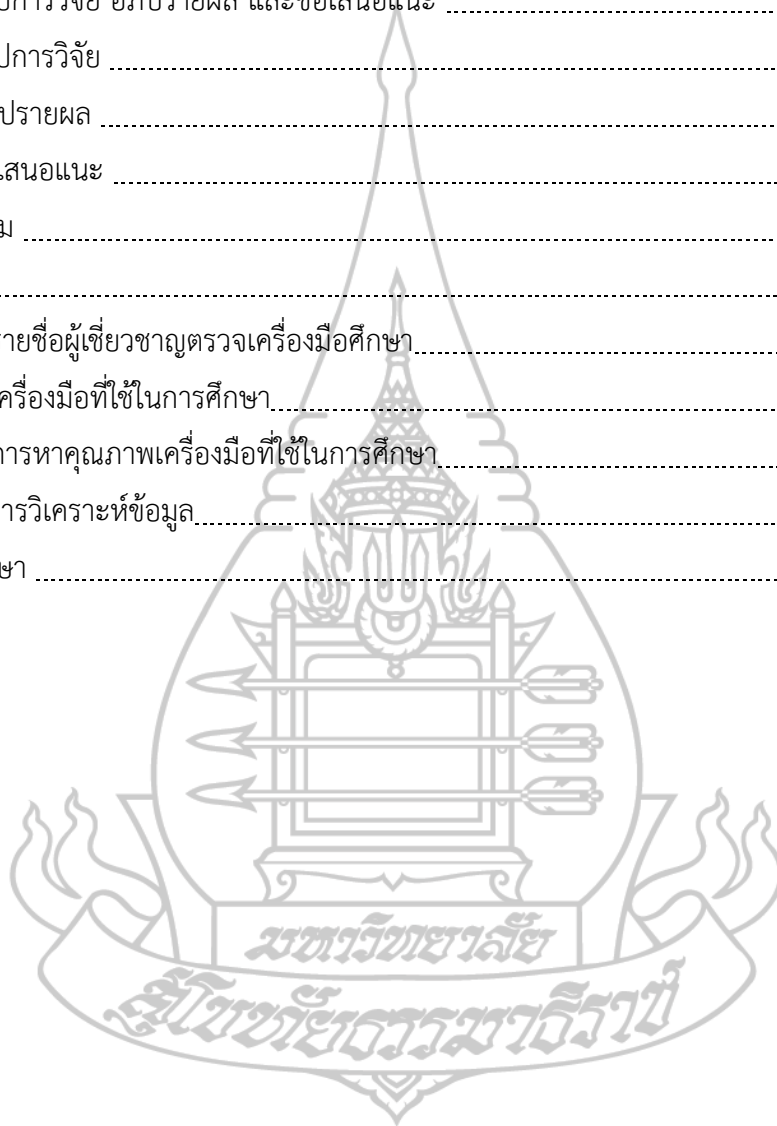 ปการวิจัย อภิปรายผล และข้อเสนอแนะ
ปการวิจัย
ปรายผล
เสนอแนะ
ม
รายชื่อผู้เชี่ยวชาญตรวจเครื่องมือศึกษา
เครื่องมือที่ใช้ในการศึกษา
การหาคุณภาพเครื่องมือที่ใช้ในการศึกษา
การวิเคราะห์ข้อมูล
ษา
มหาวิทยาลัย
สุโขทัยธรรมาธิราช